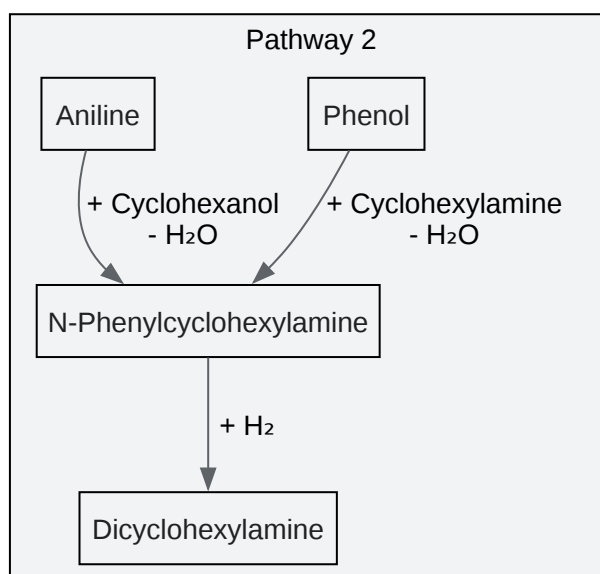 Pathway 2
Aniline
Phenol
+ Cyclohexanol
- H₂O
+ Cyclohexylamine
- H₂O
N-Phenylcyclohexylamine
+ H₂
Dicyclohexylamine